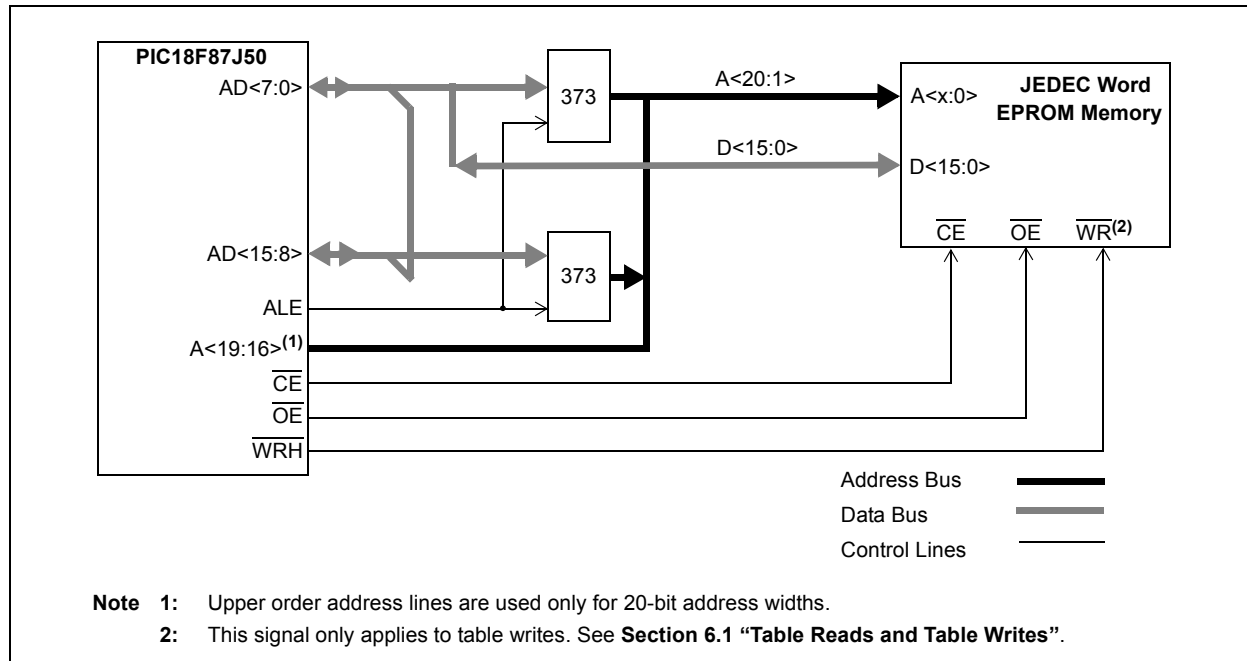 PIC18F87J50
AD<7:0>
373
A<20:1>
A<x:0>
JEDEC Word
EPROM Memory
D<15:0>
D<15:0>
CE
OE
WR(2)
AD<15:8>
373
ALE
A<19:16>(1)
CE
OE
WRH
Address Bus
Data Bus
Control Lines
Note 1: Upper order address lines are used only for 20-bit address widths.
2: This signal only applies to table writes. See Section 6.1 “Table Reads and Table Writes”.